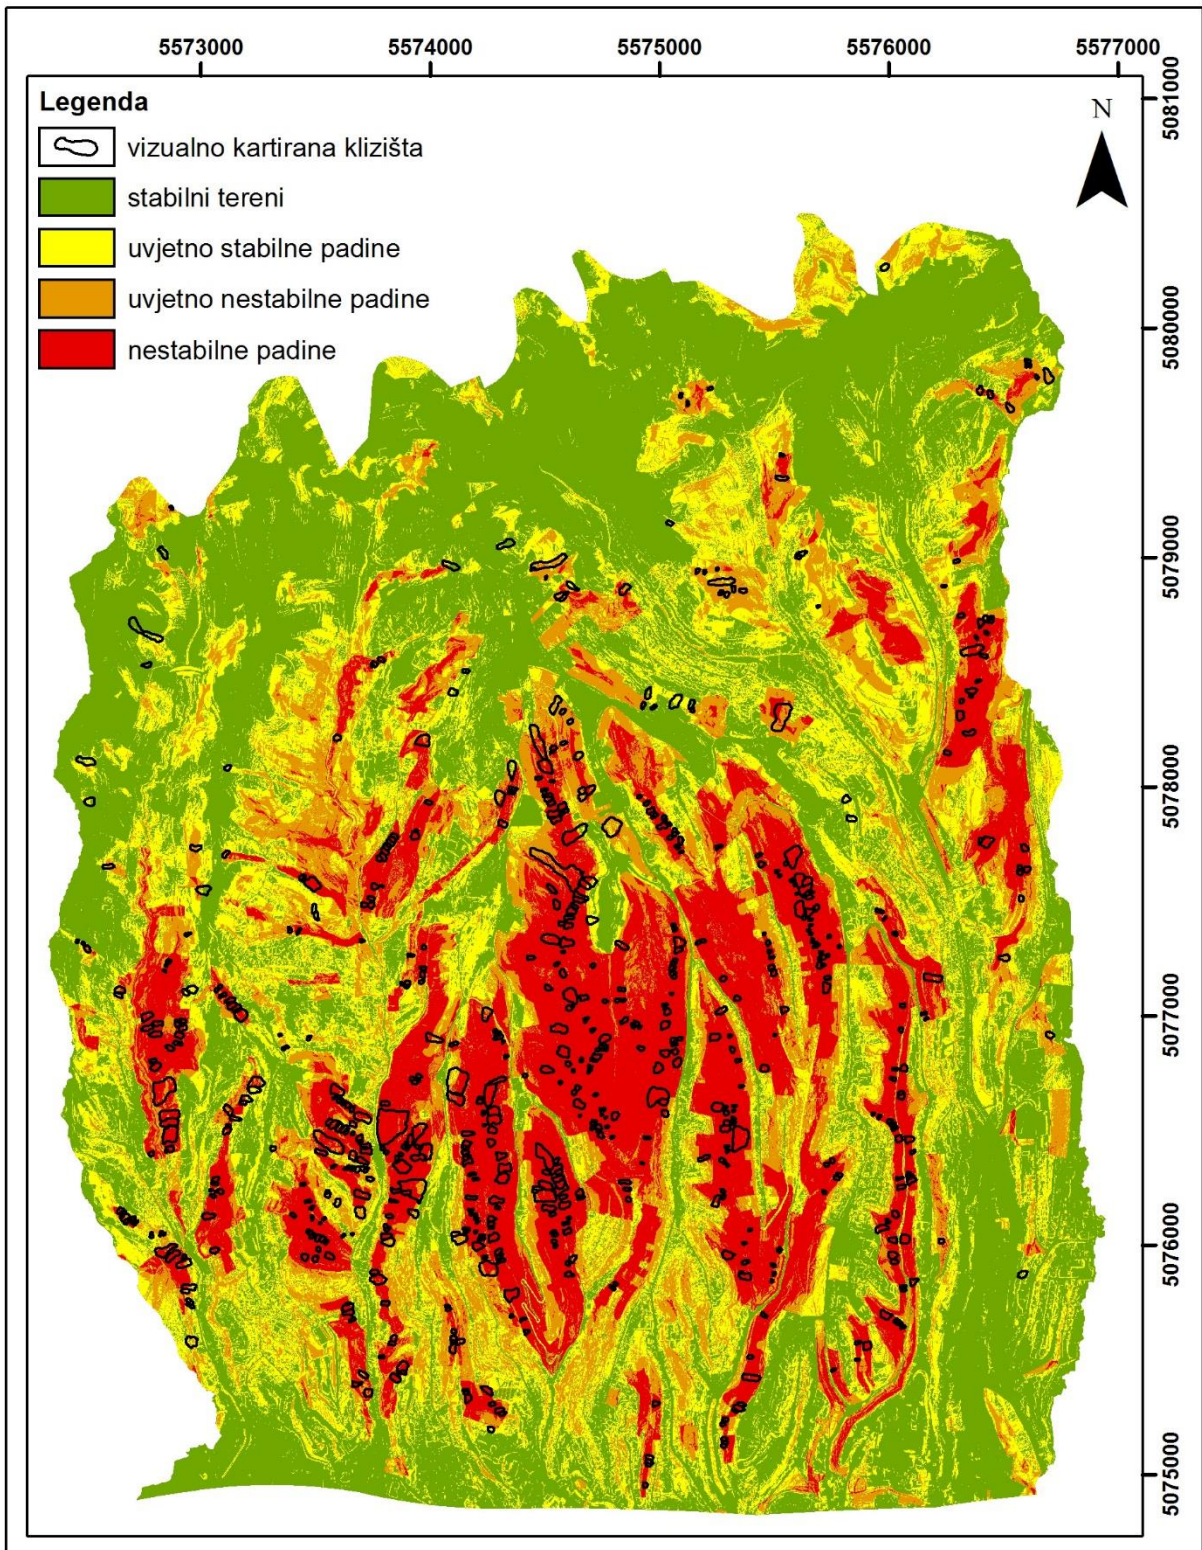 5573000 5574000 5575000 5576000 5577000
Legenda
vizualno kartirana klizišta
stabilni tereni
uvjetno stabilne padine
uvjetno nestabilne padine
nestabilne padine
N
5081000
5080000
5079000
5078000
5077000
5076000
5075000